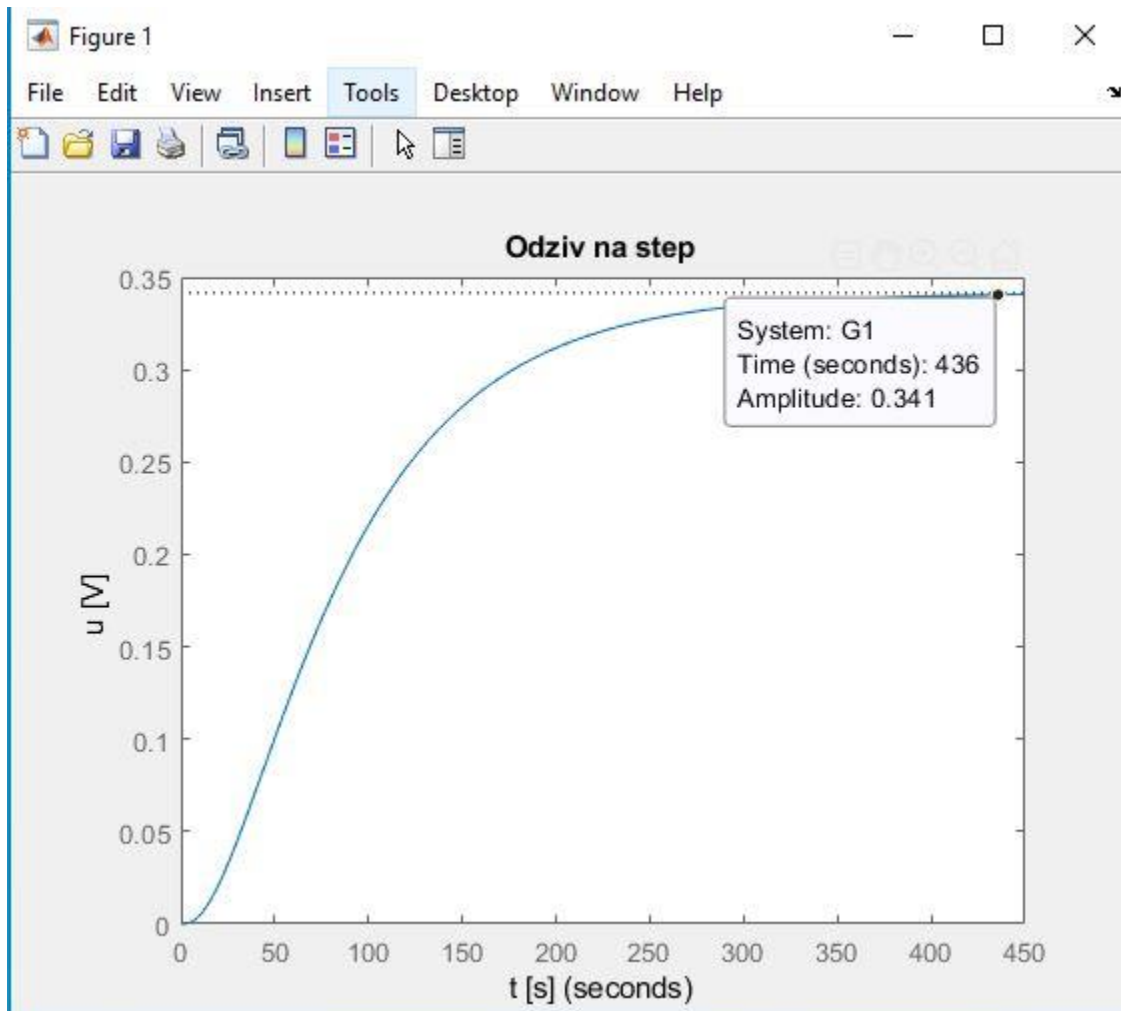 Figure 1
File Edit View Insert Tools Desktop Window Help
Odziv na step
0.35
0.3
0.25
0.2
0.15
0.1
0.05
0
u [V]
System: G1
Time (seconds): 436
Amplitude: 0.341
0 50 100 150 200 250 300 350 400 450
t [s] (seconds)